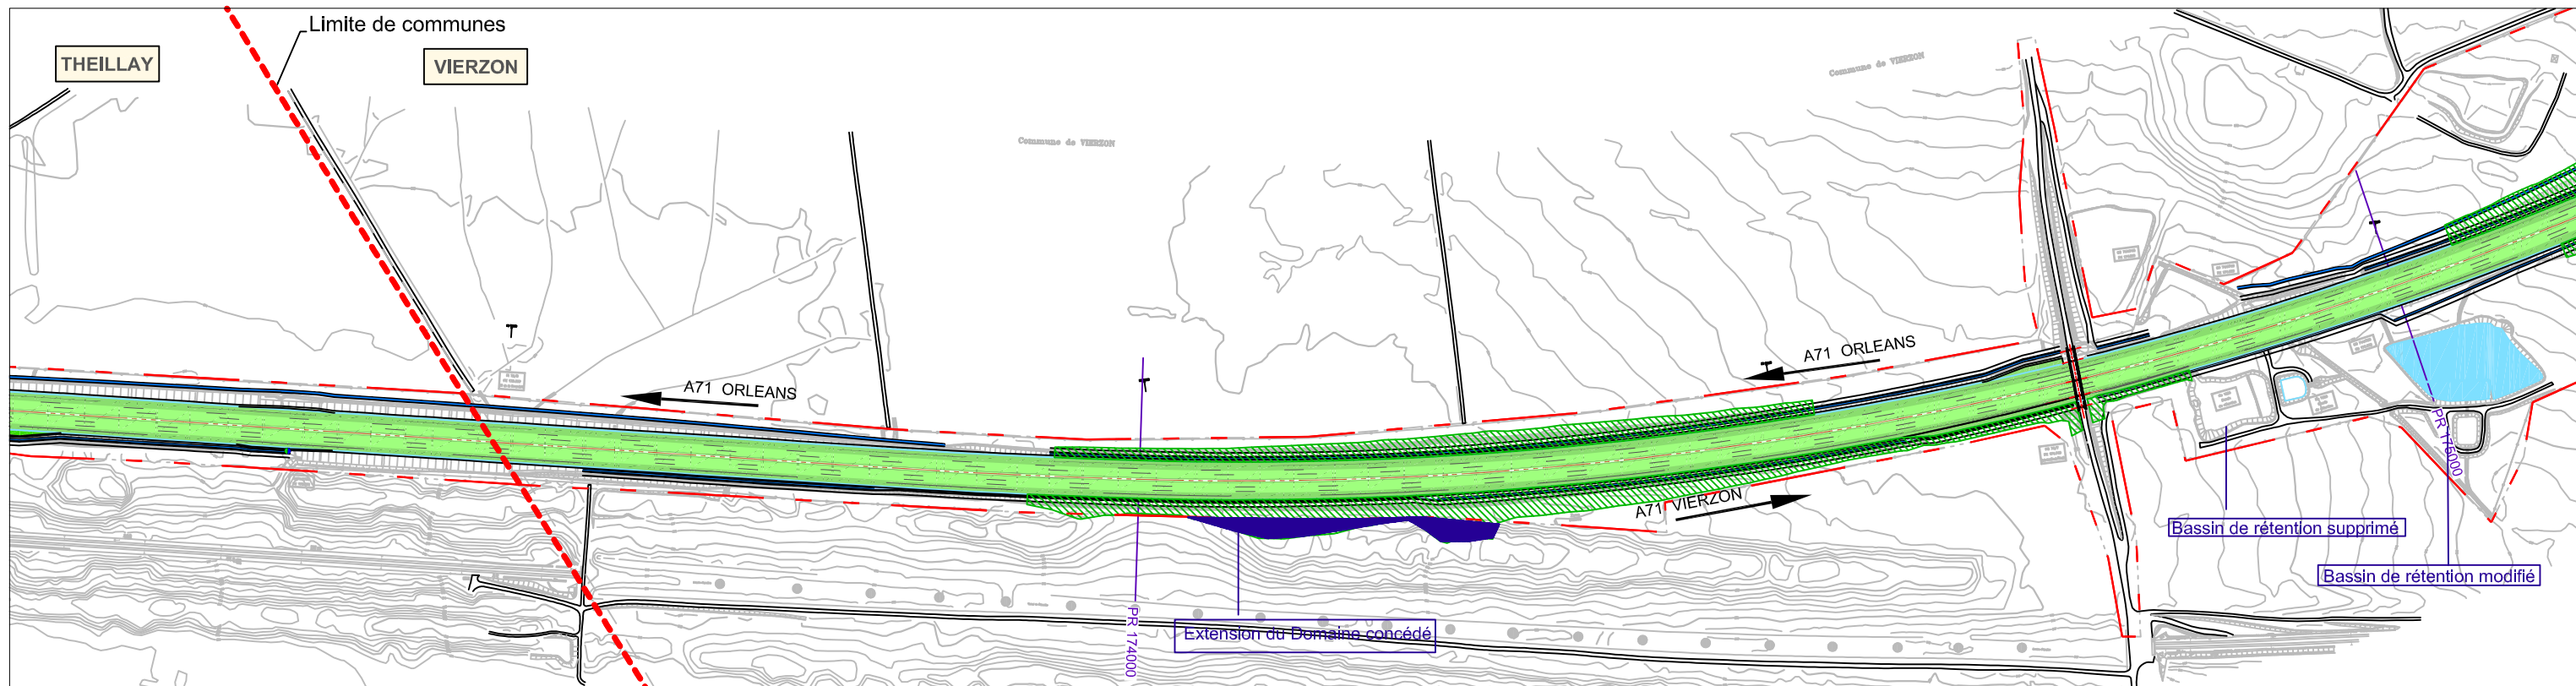 Limite de communes
THEILLAY
VIERZON
Commune de VIERZON
Commune de VIERZON
A71 ORLEANS
A71 ORLEANS
A71 VIERZON
PR 174000
PR 175000
Bassin de rétention supprimé
Bassin de rétention modifié
Extension du Domaine concédé